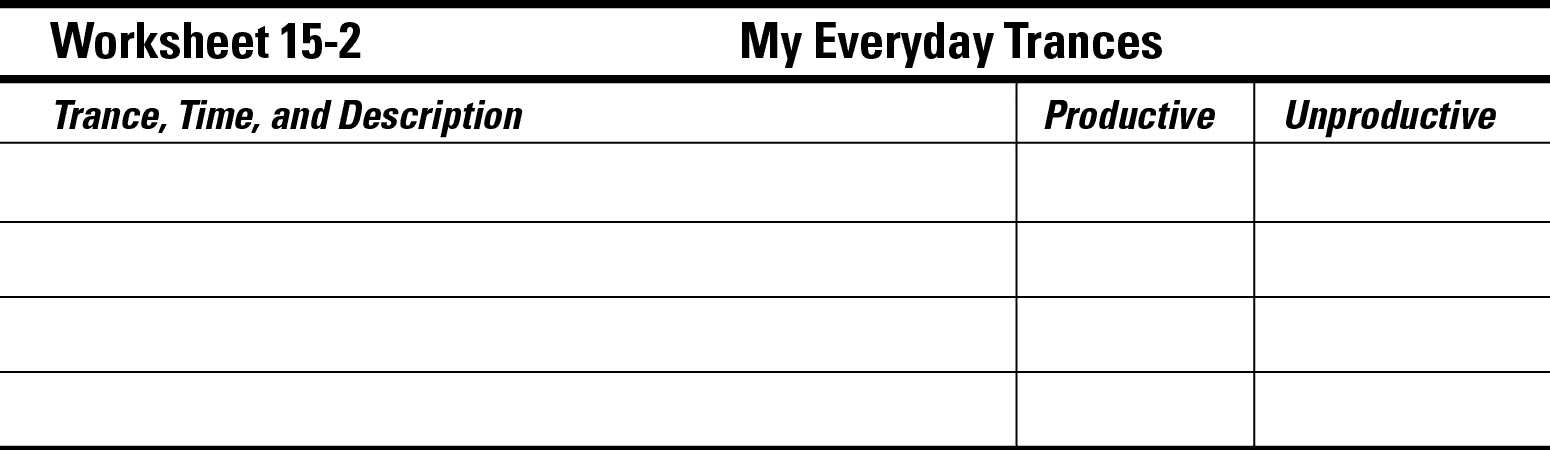 Worksheet 15-2 My Everyday Trances
Trance, Time, and Description Productive Unproductive